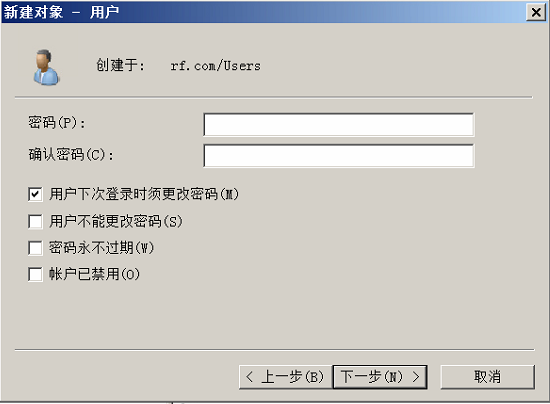 新建对象 - 用户
创建于: rf.com/Users
密码(P):
确认密码(C):
用户下次登录时须更改密码(M)
用户不能更改密码(S)
密码永不过期(W)
帐户已禁用(O)
< 上一步(B) 下一步(N) > 取消